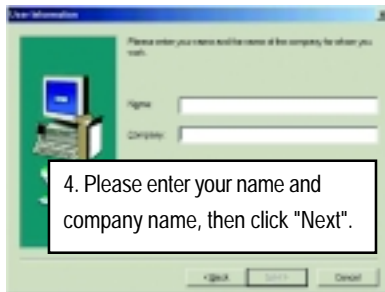 User Information
Please enter your name and the name of the company for whom you
work.
Name:
Company:
4. Please enter your name and
company name, then click "Next".
< Back
Next >
Cancel